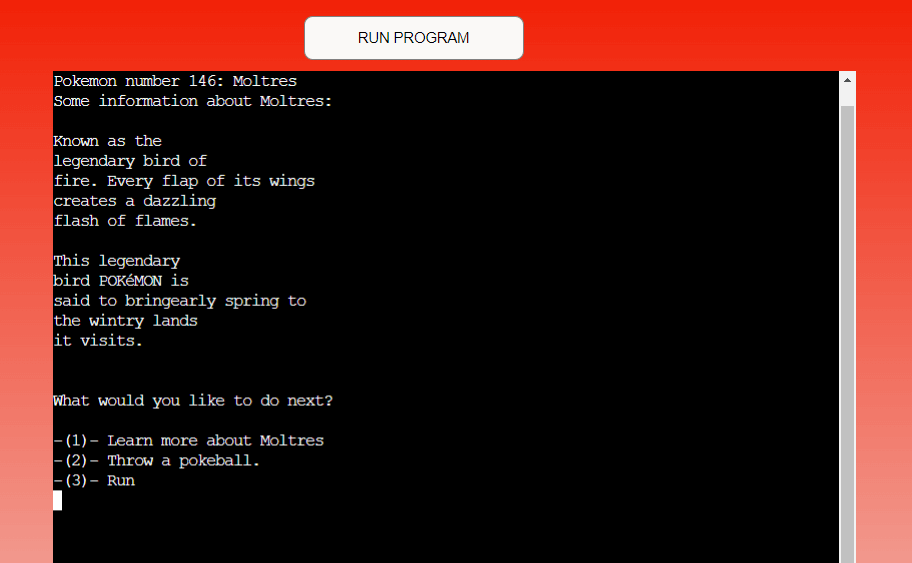 RUN PROGRAM
Pokemon number 146: Moltres
Some information about Moltres:
Known as the
legendary bird of
fire. Every flap of its wings
creates a dazzling
flash of flames.
This legendary
bird POKéMON is
said to bringearly spring to
the wintry lands
it visits.
What would you like to do next?
-(1)- Learn more about Moltres
-(2)- Throw a pokeball.
-(3)- Run